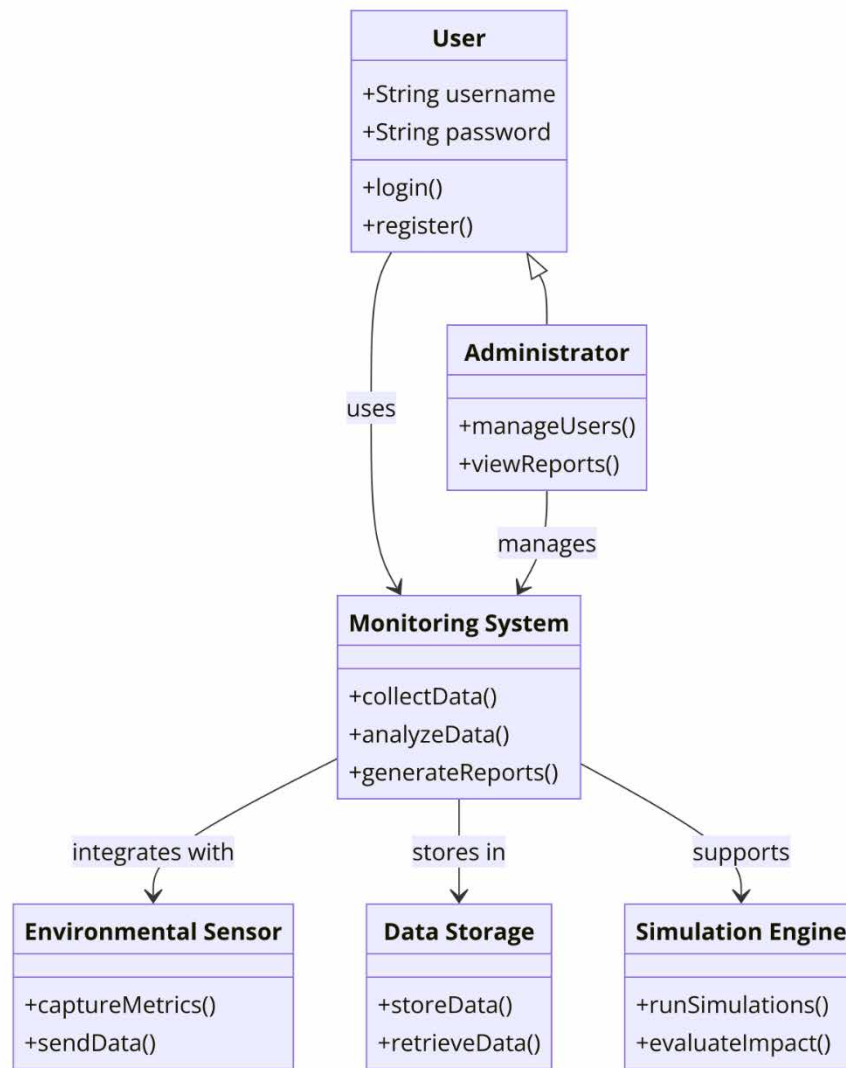 User
+String username
+String password
+login()
+register()
Administrator
+manageUsers()
+viewReports()
uses
manages
Monitoring System
+collectData()
+analyzeData()
+generateReports()
integrates with
stores in
supports
Environmental Sensor
+captureMetrics()
+sendData()
Data Storage
+storeData()
+retrieveData()
Simulation Engine
+runSimulations()
+evaluateImpact()